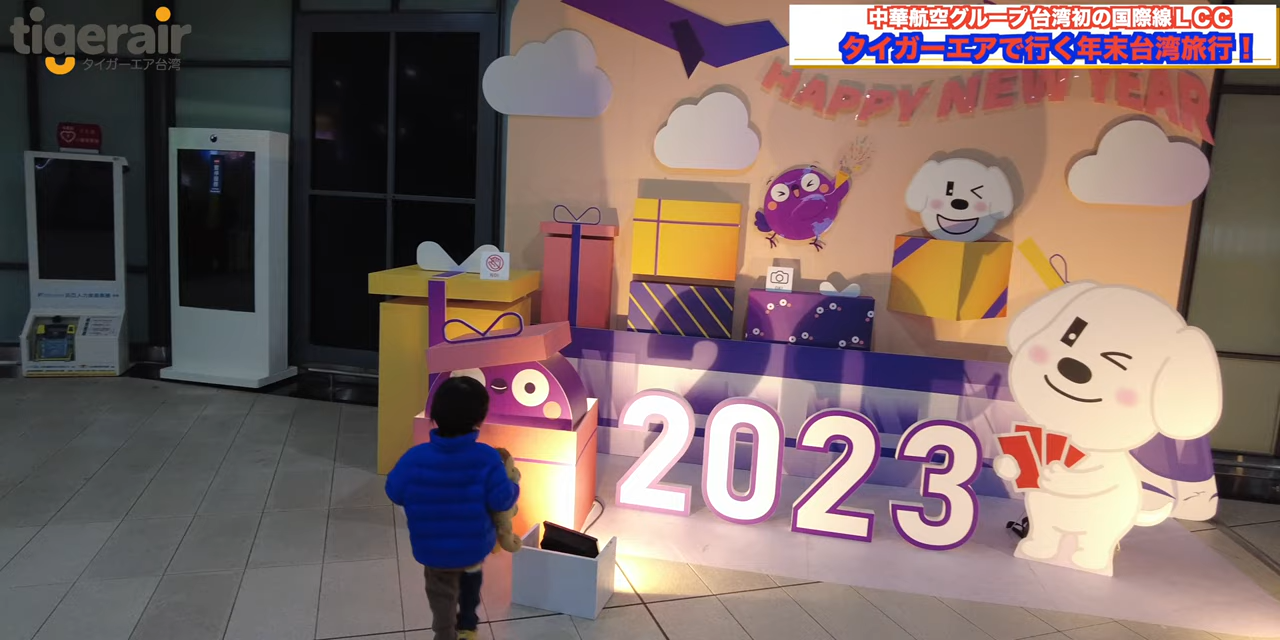 tigerair
タイガーエア台湾
中華航空グループ台湾初の国際線LCC
タイガーエアで行く年末台湾旅行！
HAPPY NEW YEAR
2023